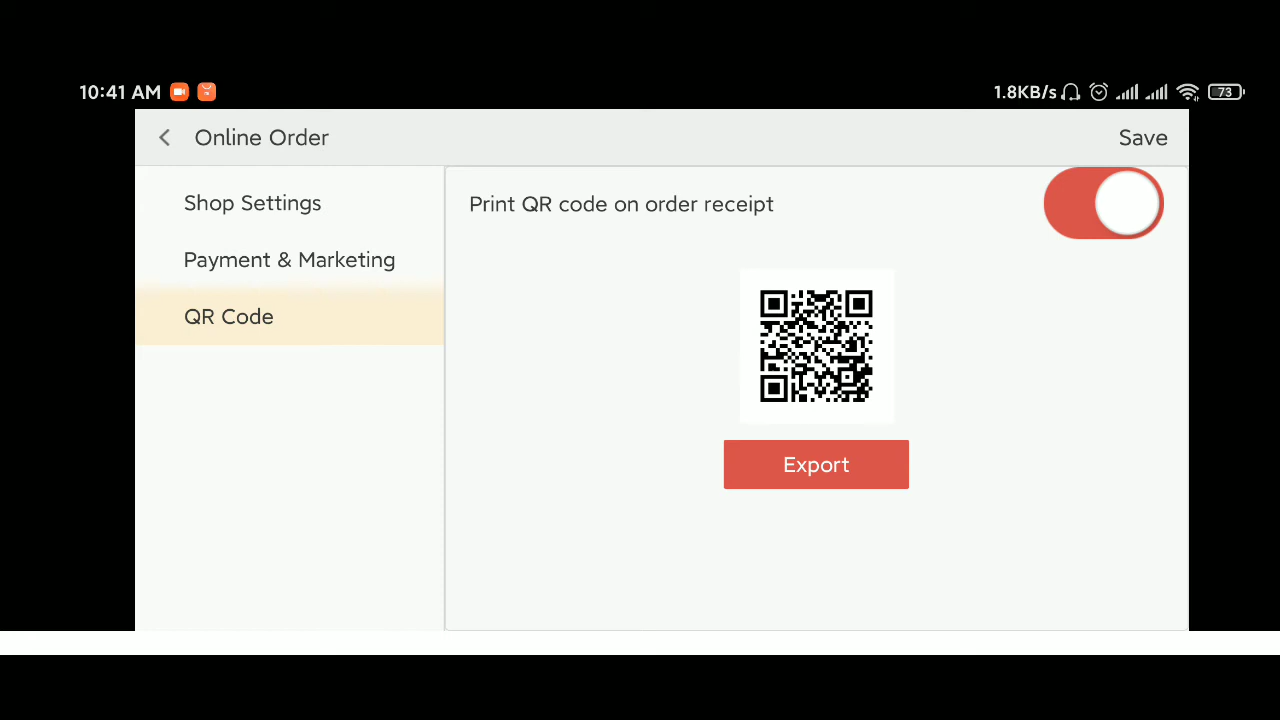 10:41 AM
1.8KB/s
73
Online Order
Save
Shop Settings
Payment & Marketing
QR Code
Print QR code on order receipt
Export